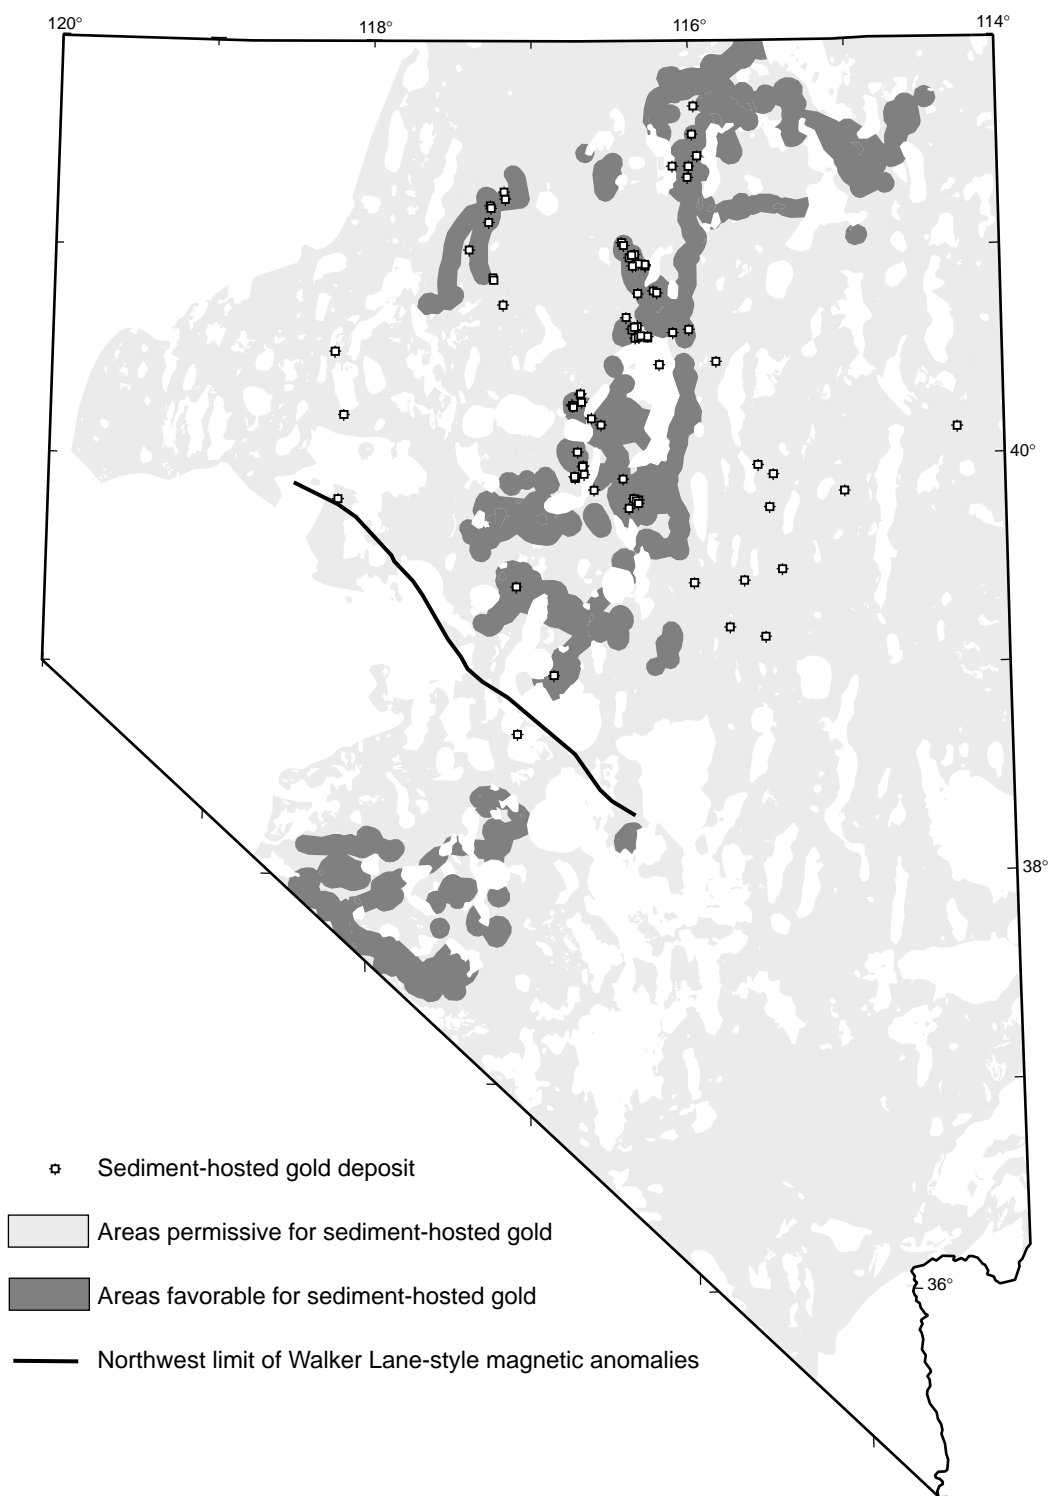 120°
118°
116°
114°
40°
38°
Sediment-hosted gold deposit
Areas permissive for sediment-hosted gold
Areas favorable for sediment-hosted gold
36°
Northwest limit of Walker Lane-style magnetic anomalies